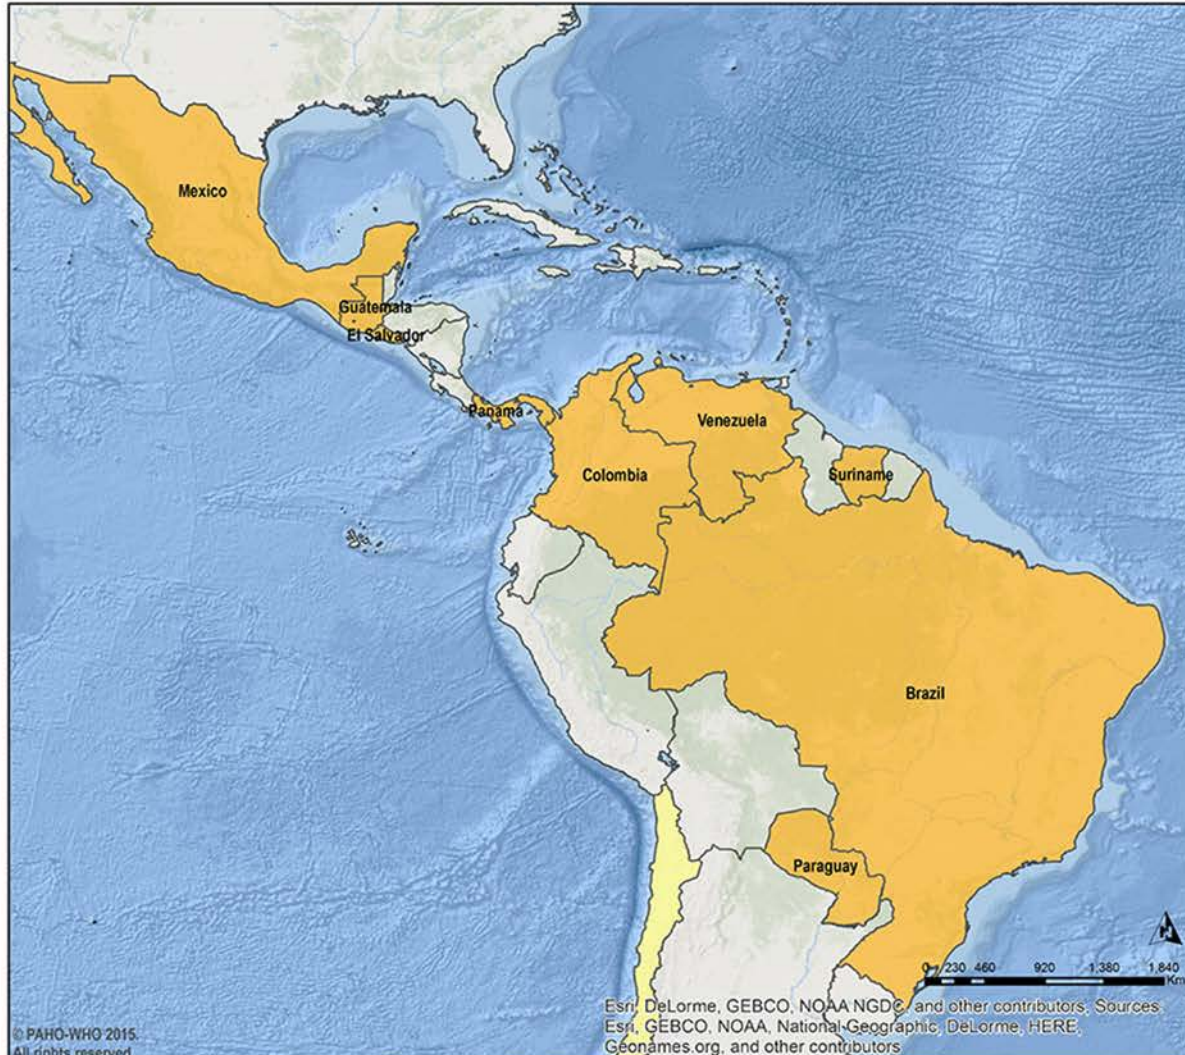 Mexico
Guatemala
El Salvador
Panama
Venezuela
Colombia
Suriname
Brazil
Paraguay
N
0 230 460 920 1,380 1,840
Km
Esri, DeLorme, GEBCO, NOAA NGDC, and other contributors, Sources:
Esri, GEBCO, NOAA, National Geographic, DeLorme, HERE,
Geonames.org, and other contributors
© PAHO-WHO 2015.
All rights reserved